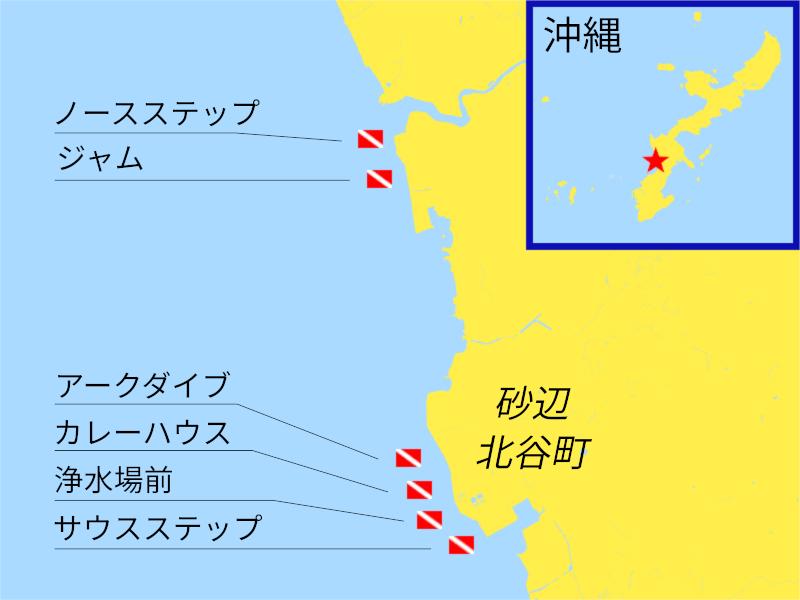 沖縄
ノースステップ
ジャム
アークダイブ
カレーハウス
浄水場前
サウスステップ
砂辺
北谷町